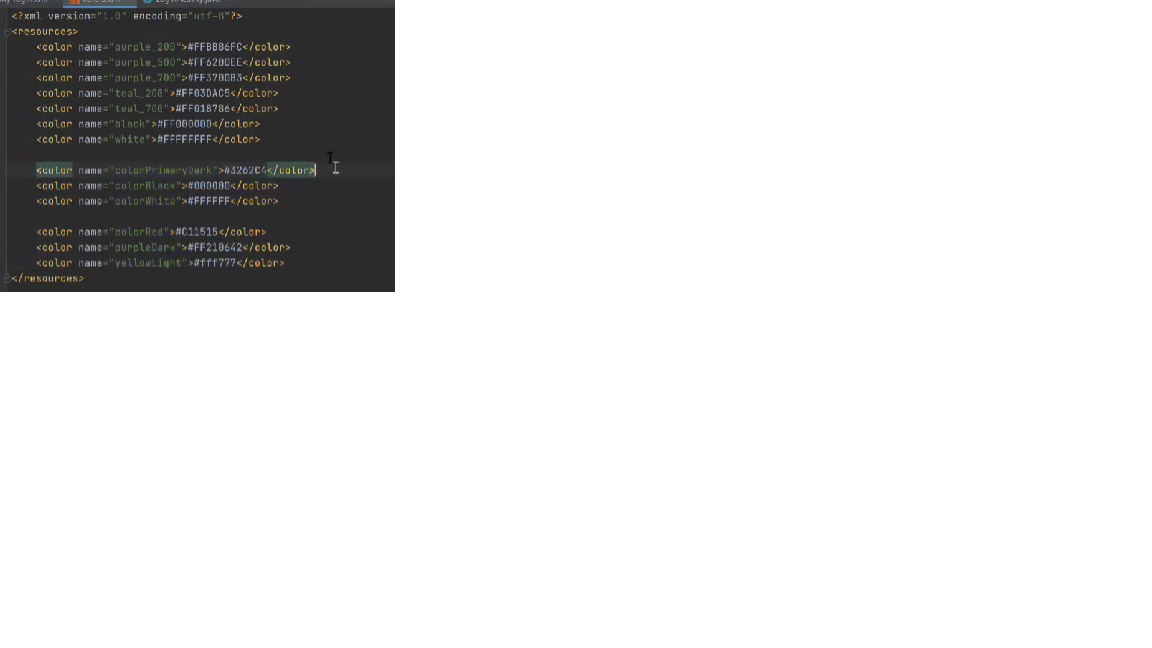 <?xml version="1.0" encoding="utf-8"?>
<resources>
<color name="purple_200">#FFBB86FC</color>
<color name="purple_500">#FF6200EE</color>
<color name="purple_700">#FF3700B3</color>
<color name="teal_200">#FF03DAC5</color>
<color name="teal_700">#FF018786</color>
<color name="black">#FF000000</color>
<color name="white">#FFFFFFFF</color>
<color name="colorPrimaryDark">#3262C4</color>
<color name="colorBlack">#000000</color>
<color name="colorWhite">#FFFFFF</color>
<color name="colorRed">#C11515</color>
<color name="purpleDark">#FF210642</color>
<color name="yellowLight">#fff777</color>
</resources>